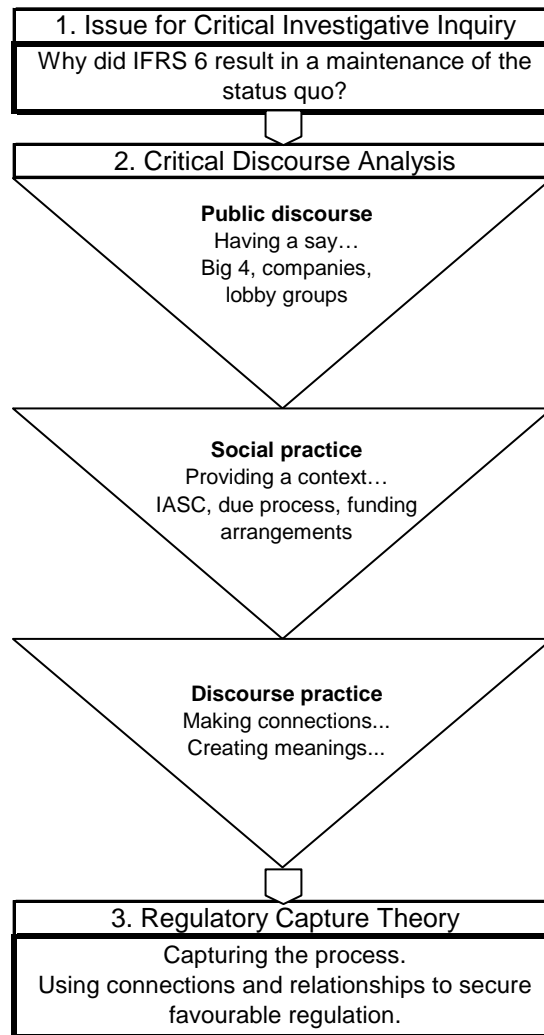 1. Issue for Critical Investigative Inquiry
Why did IFRS 6 result in a maintenance of the
status quo?
2. Critical Discourse Analysis
Public discourse
Having a say…
Big 4, companies,
lobby groups
Social practice
Providing a context…
IASC, due process, funding
arrangements
Discourse practice
Making connections...
Creating meanings...
3. Regulatory Capture Theory
Capturing the process.
Using connections and relationships to secure
favourable regulation.